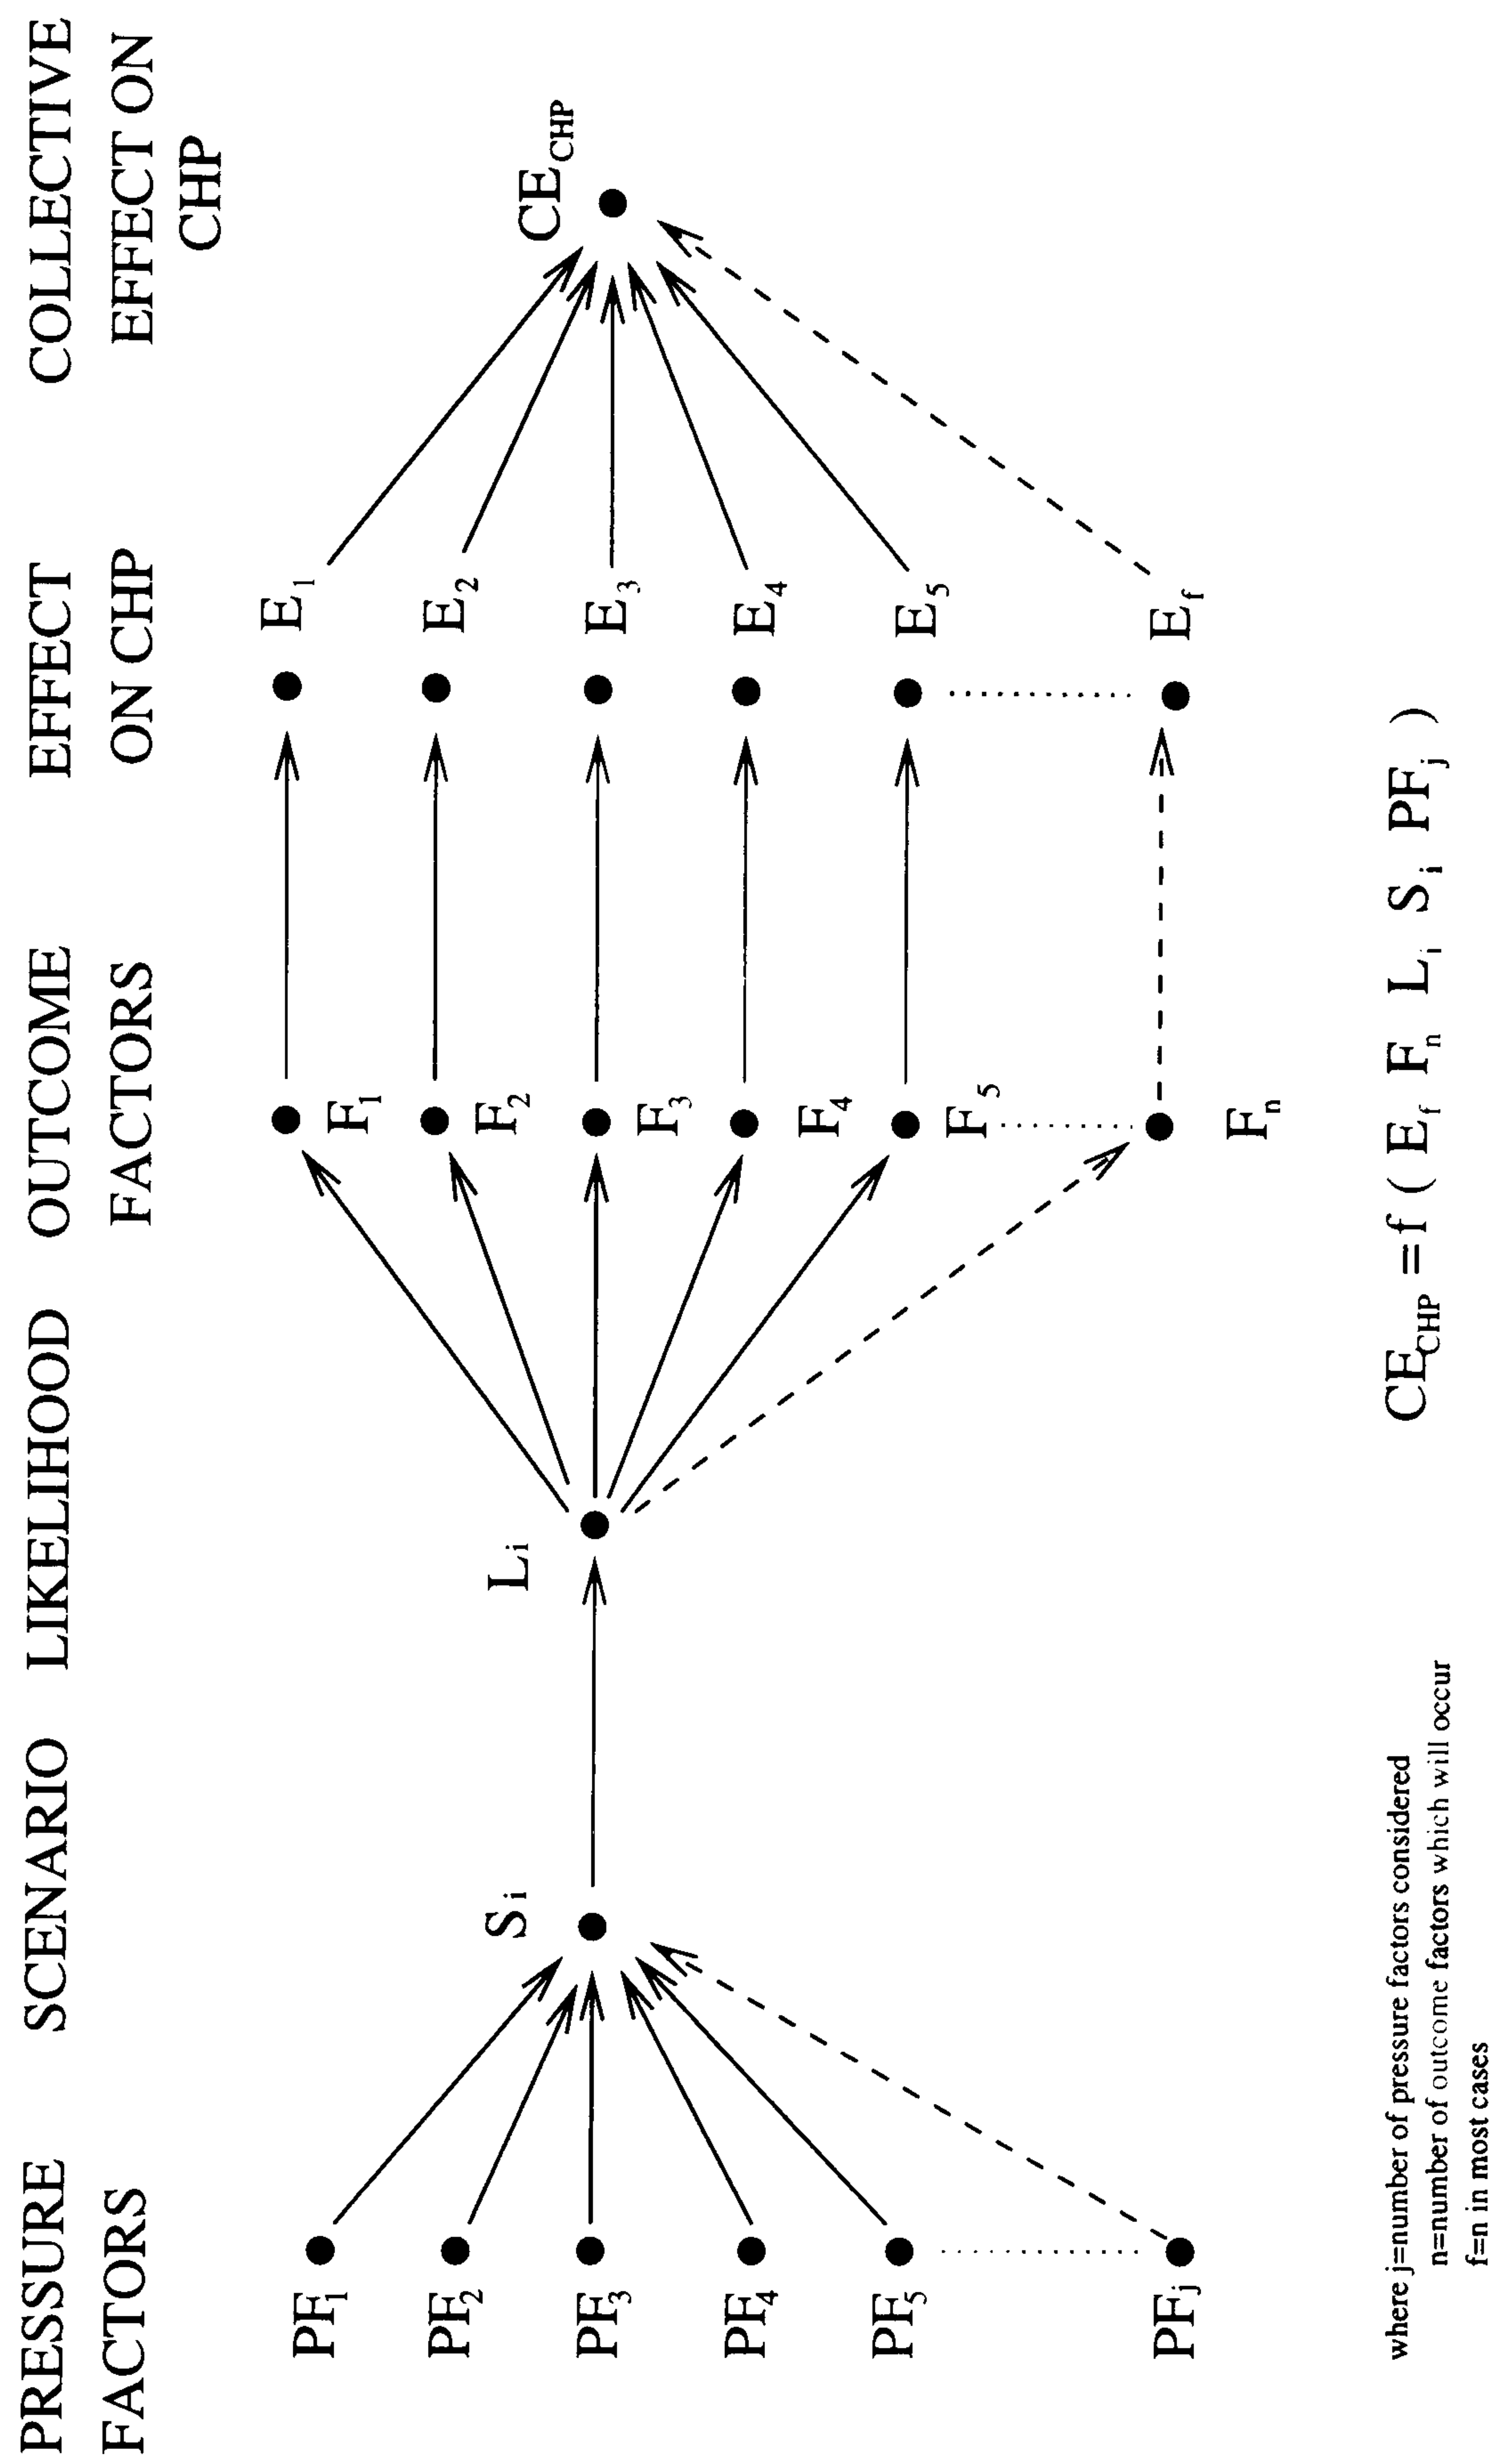 PRESSURE FACTORS
SCENARIO
LIKELIHOOD
OUTCOME FACTORS
EFFECT ON CHP
COLLECTIVE EFFECT ON CHP
PF1
PF2
PF3
PF4
PF5
PFj
Si
Li
F1
F2
F3
F4
F5
Fn
E1
E2
E3
E4
E5
Ef
CECHP
CECHP = f ( Ef Fn Li Si PFj )
where j=number of pressure factors considered
n=number of outcome factors which will occur
f=n in most cases